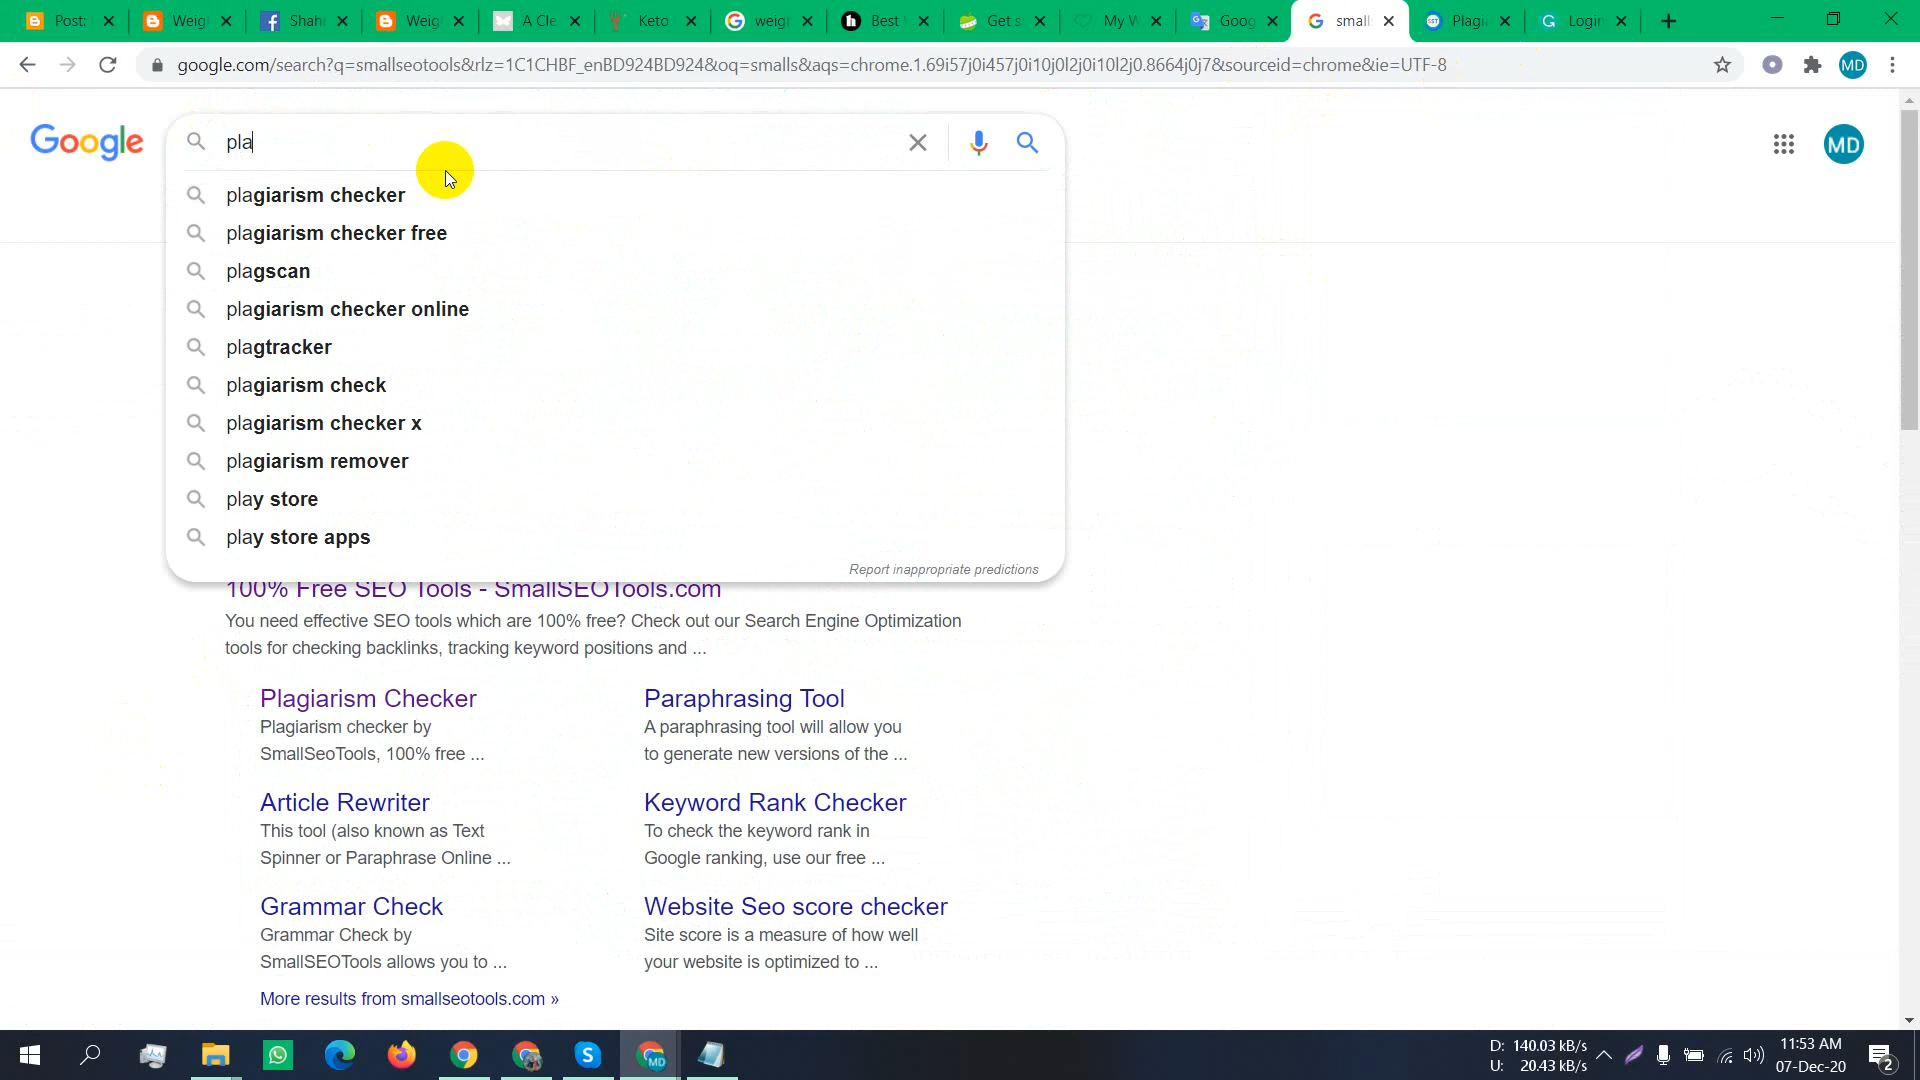 Post:
Weig
Shah
Weig
A Cle
Keto
weig
Best
Get s
My W
Goog
small
Plagi
Login
google.com/search?q=smallseotools&rlz=1C1CHBF_enBD924BD924&oq=smalls&aqs=chrome.1.69i57j0i457j0i10j0l2j0i10l2j0.8664j0j7&sourceid=chrome&ie=UTF-8
MD
Google
pla
MD
plagiarism checker
plagiarism checker free
plagscan
plagiarism checker online
plagtracker
plagiarism check
plagiarism checker x
plagiarism remover
play store
play store apps
Report inappropriate predictions
100% Free SEO Tools - SmallSEOTools.com
You need effective SEO tools which are 100% free? Check out our Search Engine Optimization
tools for checking backlinks, tracking keyword positions and ...
Plagiarism Checker
Plagiarism checker by
SmallSeoTools, 100% free ...
Paraphrasing Tool
A paraphrasing tool will allow you
to generate new versions of the ...
Article Rewriter
This tool (also known as Text
Spinner or Paraphrase Online ...
Keyword Rank Checker
To check the keyword rank in
Google ranking, use our free ...
Grammar Check
Grammar Check by
SmallSEOTools allows you to ...
Website Seo score checker
Site score is a measure of how well
your website is optimized to ...
More results from smallseotools.com »
MD
D: 140.03 kB/s
U: 20.43 kB/s
11:53 AM
07-Dec-20
2